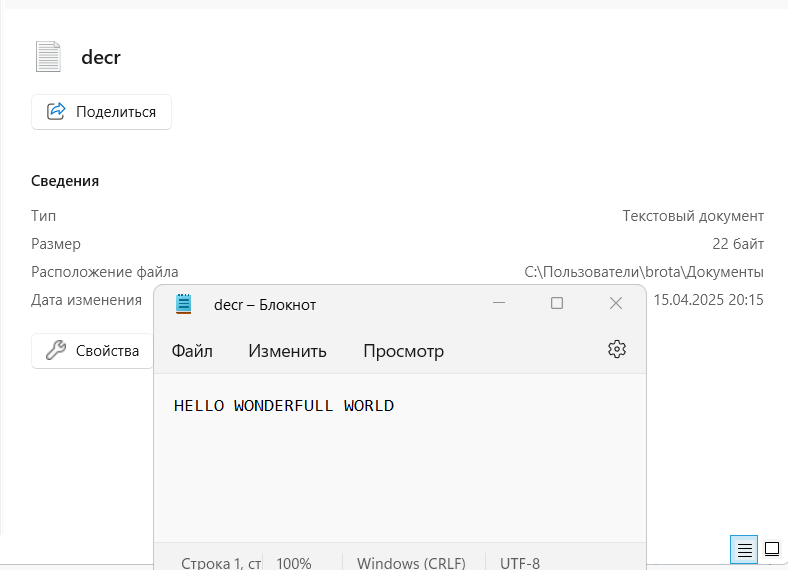 decr
Поделиться
Сведения
Тип Текстовый документ
Размер 22 байт
Расположение файла C:\Пользователи\brota\Документы
Дата изменения 15.04.2025 20:15
Свойства
decr – Блокнот
Файл Изменить Просмотр
HELLO WONDERFULL WORLD
Строка 1, ст 100% Windows (CRLF) UTF-8